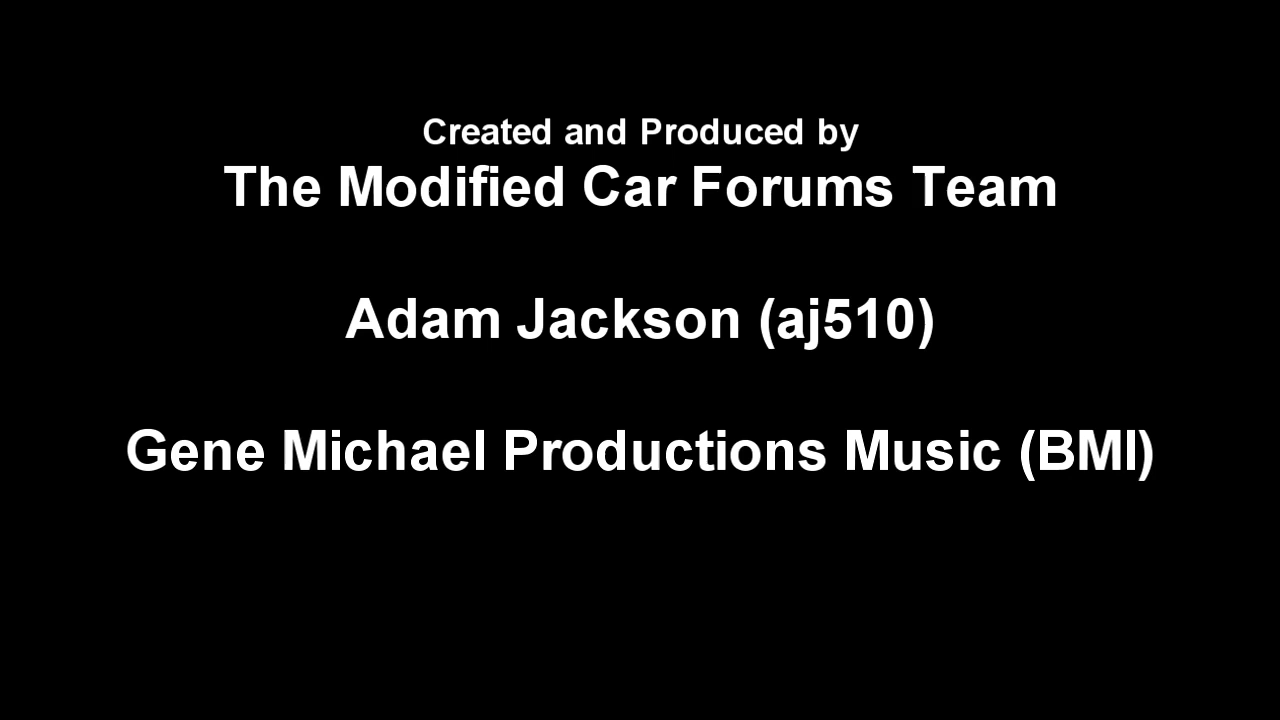 Created and Produced by
The Modified Car Forums Team
Adam Jackson (aj510)
Gene Michael Productions Music (BMI)